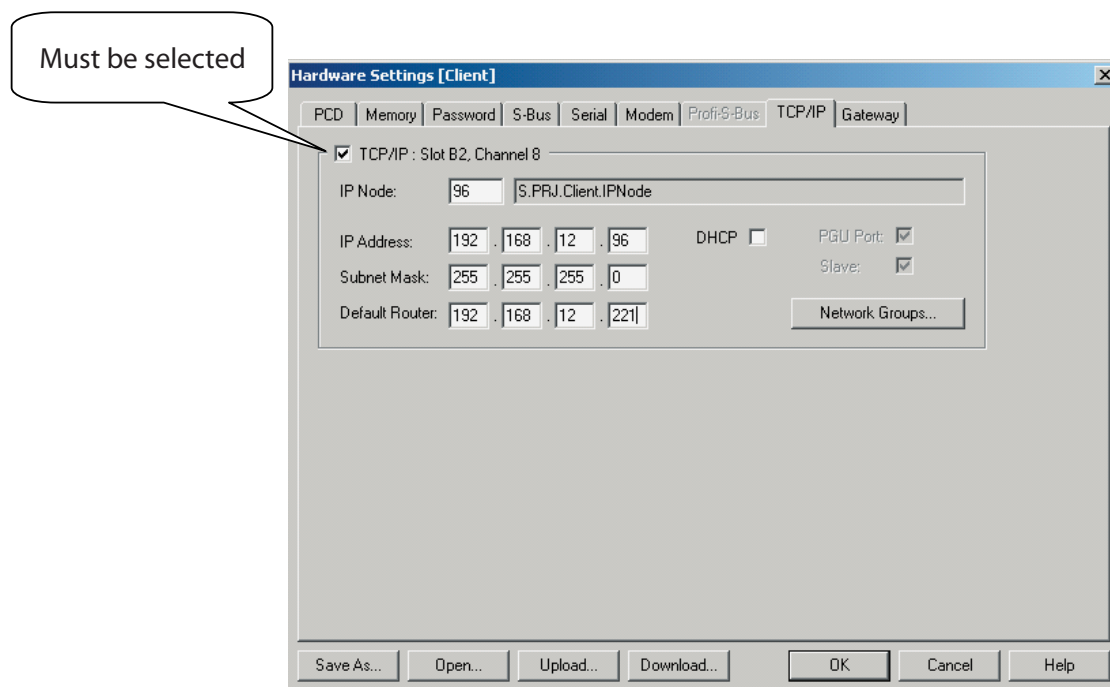 Must be selected
Hardware Settings [Client]
PCD Memory Password S-Bus Serial Modem Profi-S-Bus TCP/IP Gateway
TCP/IP : Slot B2, Channel 8
IP Node: 96 S.PRJ.Client.IPNode
IP Address: 192 . 168 . 12 . 96 DHCP PGU Port:
Slave:
Subnet Mask: 255 . 255 . 255 . 0
Default Router: 192 . 168 . 12 . 221 Network Groups...
Save As... Open... Upload... Download... OK Cancel Help